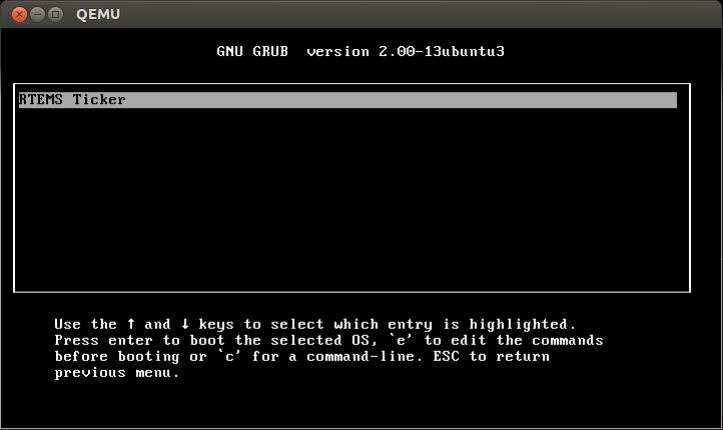 QEMU
GNU GRUB  version 2.00-13ubuntu3
RTEMS Ticker
Use the ↑ and ↓ keys to select which entry is highlighted.
Press enter to boot the selected OS, `e' to edit the commands
before booting or `c' for a command-line. ESC to return
previous menu.